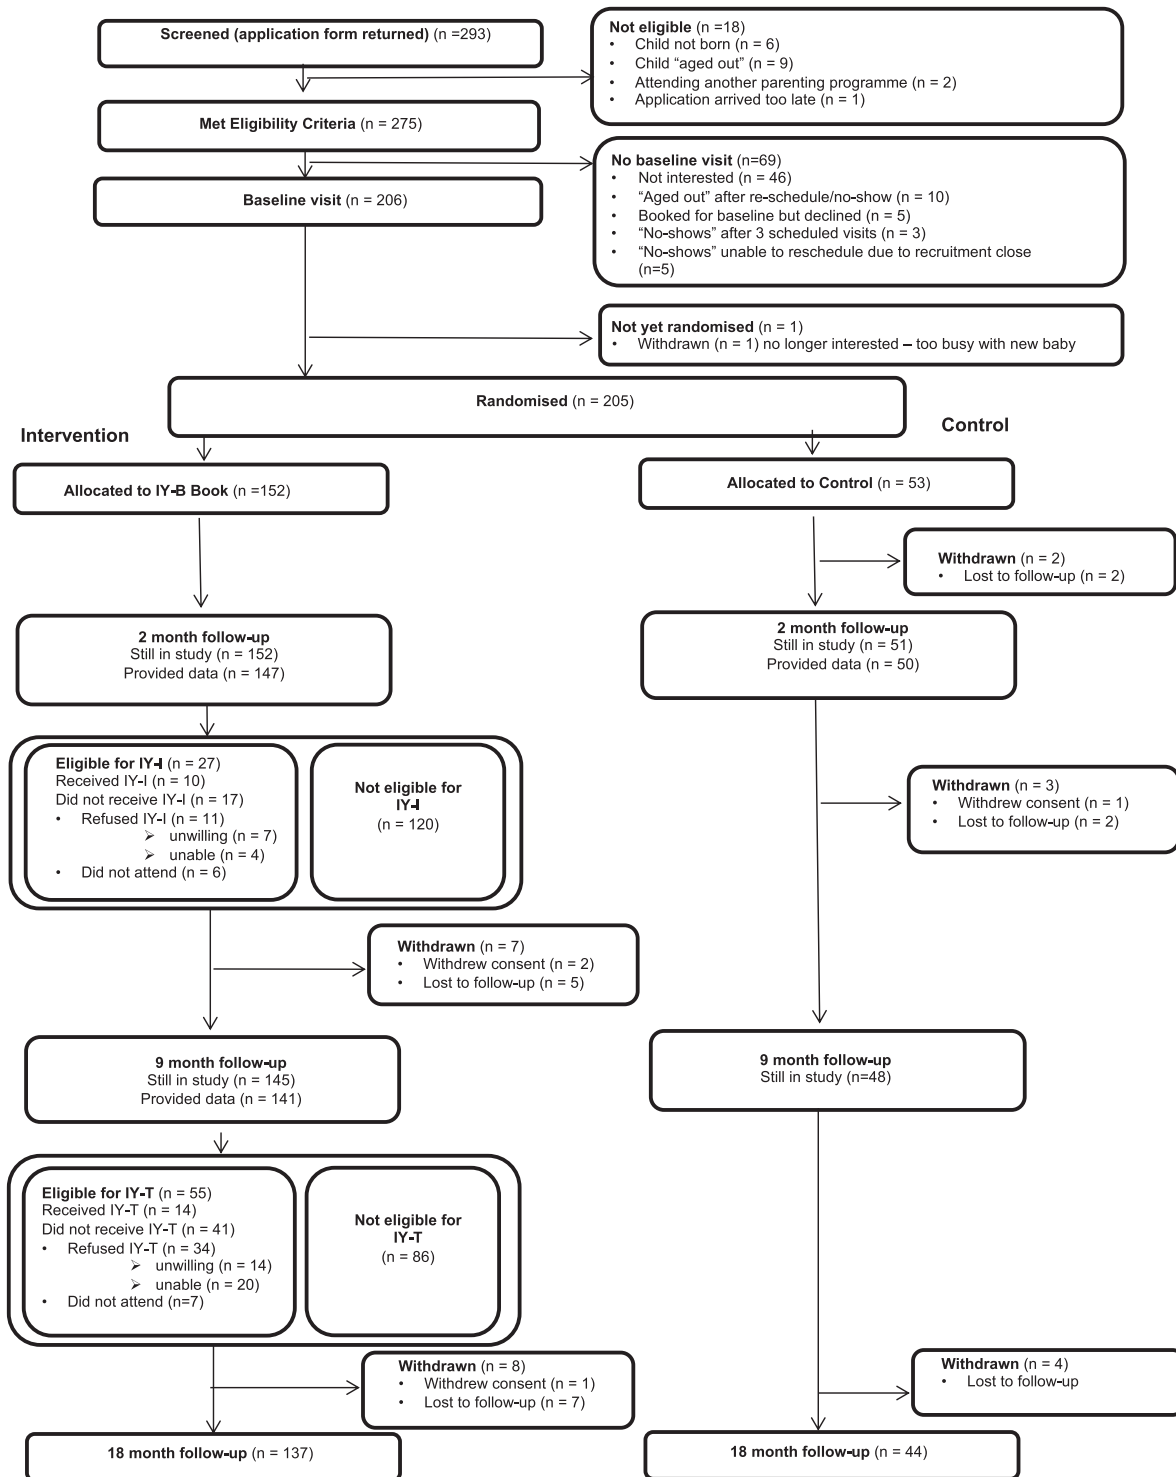 Screened (application form returned) (n =293)
Not eligible (n =18)
• Child not born (n = 6)
• Child “aged out” (n = 9)
• Attending another parenting programme (n = 2)
• Application arrived too late (n = 1)
Met Eligibility Criteria (n = 275)
No baseline visit (n=69)
• Not interested (n = 46)
• “Aged out” after re-schedule/no-show (n = 10)
• Booked for baseline but declined (n = 5)
• “No-shows” after 3 scheduled visits (n = 3)
• “No-shows” unable to reschedule due to recruitment close
(n=5)
Baseline visit (n = 206)
Not yet randomised (n = 1)
• Withdrawn (n = 1) no longer interested – too busy with new baby
Randomised (n = 205)
Intervention
Control
Allocated to IY-B Book (n =152)
Allocated to Control (n = 53)
Withdrawn (n = 2)
• Lost to follow-up (n = 2)
2 month follow-up
Still in study (n = 152)
Provided data (n = 147)
2 month follow-up
Still in study (n = 51)
Provided data (n = 50)
Eligible for IY-I (n = 27)
Received IY-I (n = 10)
Did not receive IY-I (n = 17)
• Refused IY-I (n = 11)
➢ unwilling (n = 7)
➢ unable (n = 4)
• Did not attend (n = 6)
Not eligible for
IY-I
(n = 120)
Withdrawn (n = 3)
• Withdrew consent (n = 1)
• Lost to follow-up (n = 2)
Withdrawn (n = 7)
• Withdrew consent (n = 2)
• Lost to follow-up (n = 5)
9 month follow-up
Still in study (n = 145)
Provided data (n = 141)
9 month follow-up
Still in study (n=48)
Eligible for IY-T (n = 55)
Received IY-T (n = 14)
Did not receive IY-T (n = 41)
• Refused IY-T (n = 34)
➢ unwilling (n = 14)
➢ unable (n = 20)
• Did not attend (n=7)
Not eligible for
IY-T
(n = 86)
Withdrawn (n = 8)
• Withdrew consent (n = 1)
• Lost to follow-up (n = 7)
Withdrawn (n = 4)
• Lost to follow-up
18 month follow-up (n = 137)
18 month follow-up (n = 44)